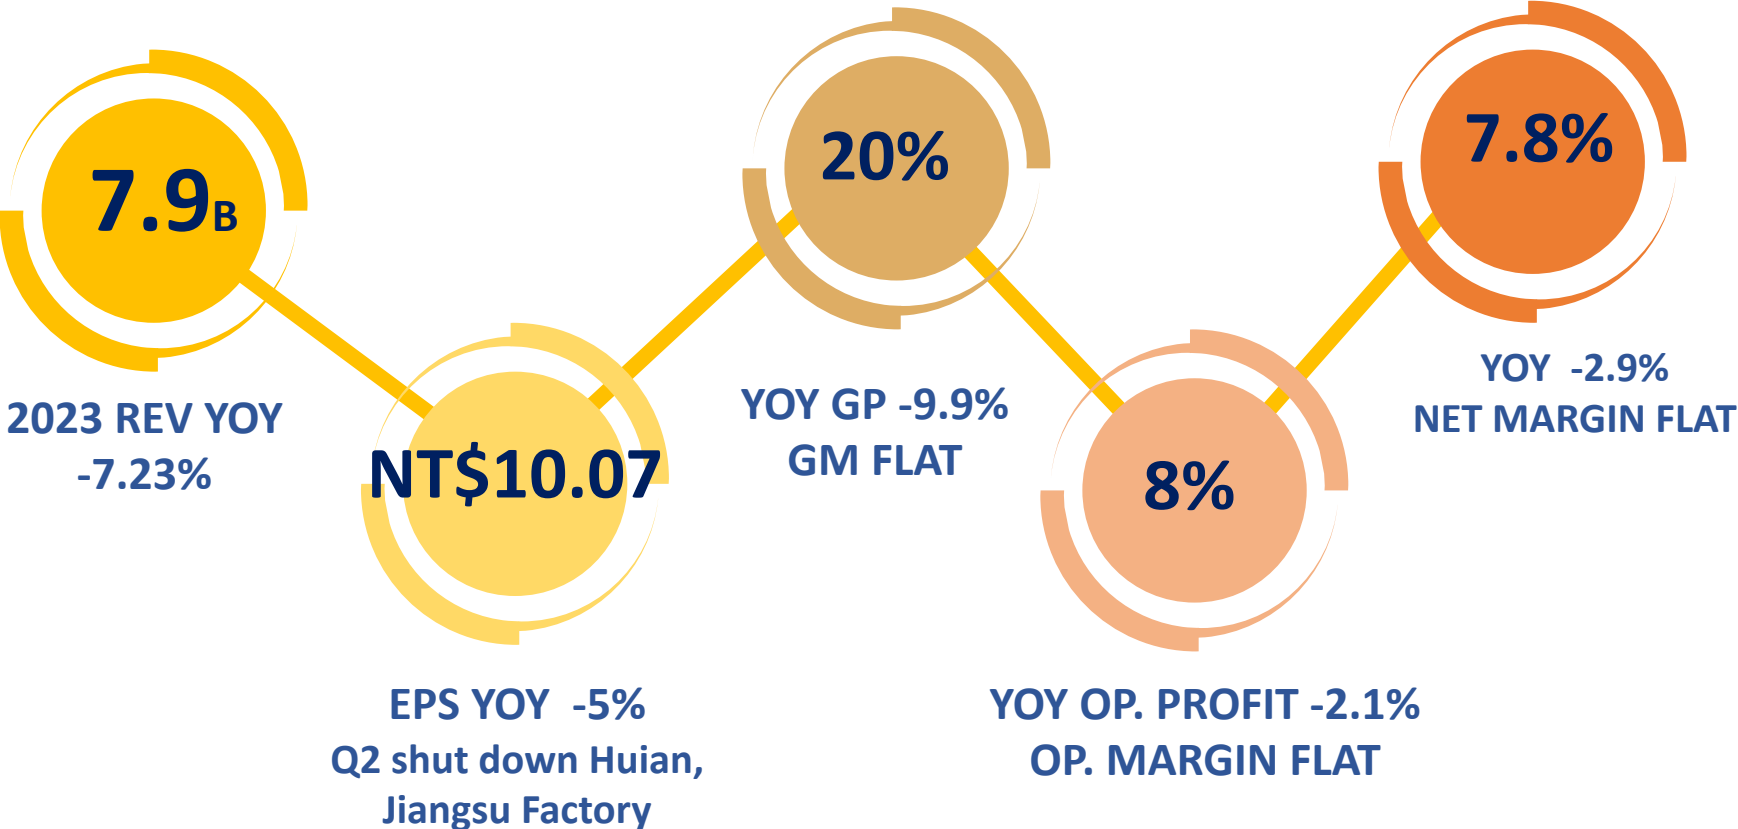 7.9B
2023 REV YOY
-7.23%
NT$10.07
EPS YOY -5%
Q2 shut down Huian,
Jiangsu Factory
20%
YOY GP -9.9%
GM FLAT
8%
YOY OP. PROFIT -2.1%
OP. MARGIN FLAT
7.8%
YOY -2.9%
NET MARGIN FLAT